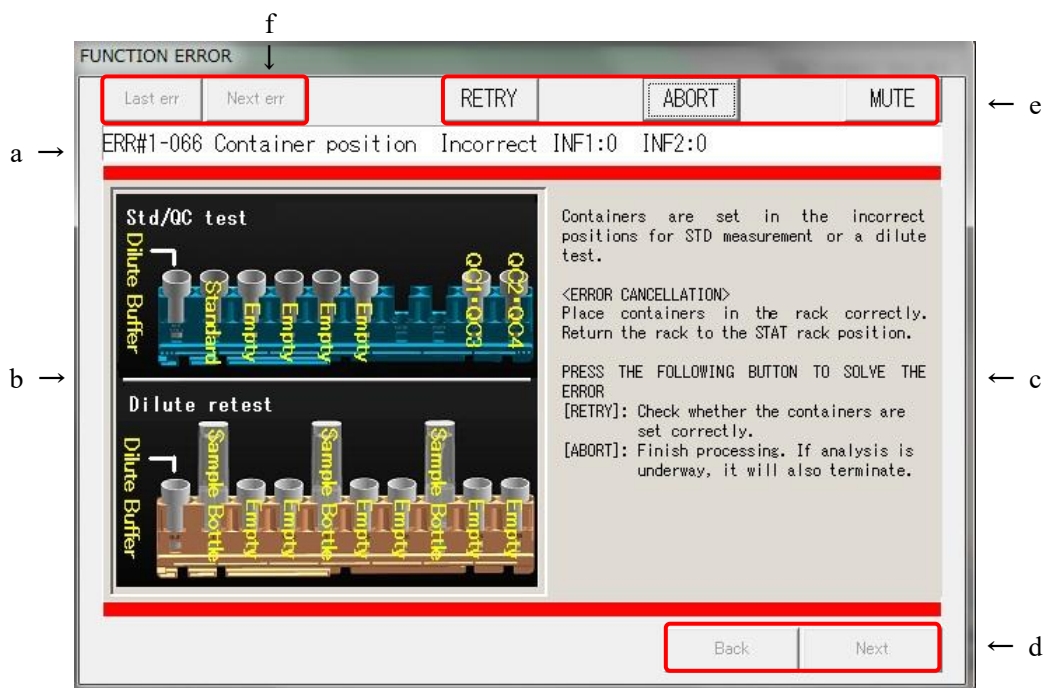 f
↓
FUNCTION ERROR
Last err Next err RETRY ABORT MUTE ← e
a → ERR#1-066 Container position Incorrect INF1:0 INF2:0
Std/QC test
Dilute Buffer
Standard
Empty
Empty
Empty
Empty
QC1·QC3
QC2·QC4
b →
Dilute retest
Dilute Buffer
Sample Bottle
Empty
Empty
Sample Bottle
Empty
Empty
Sample Bottle
Empty
Empty
Containers are set in the incorrect
positions for STD measurement or a dilute
test.
<ERROR CANCELLATION>
Place containers in the rack correctly.
Return the rack to the STAT rack position.
PRESS THE FOLLOWING BUTTON TO SOLVE THE
ERROR
← c
[RETRY]: Check whether the containers are
set correctly.
[ABORT]: Finish processing. If analysis is
underway, it will also terminate.
Back Next ← d